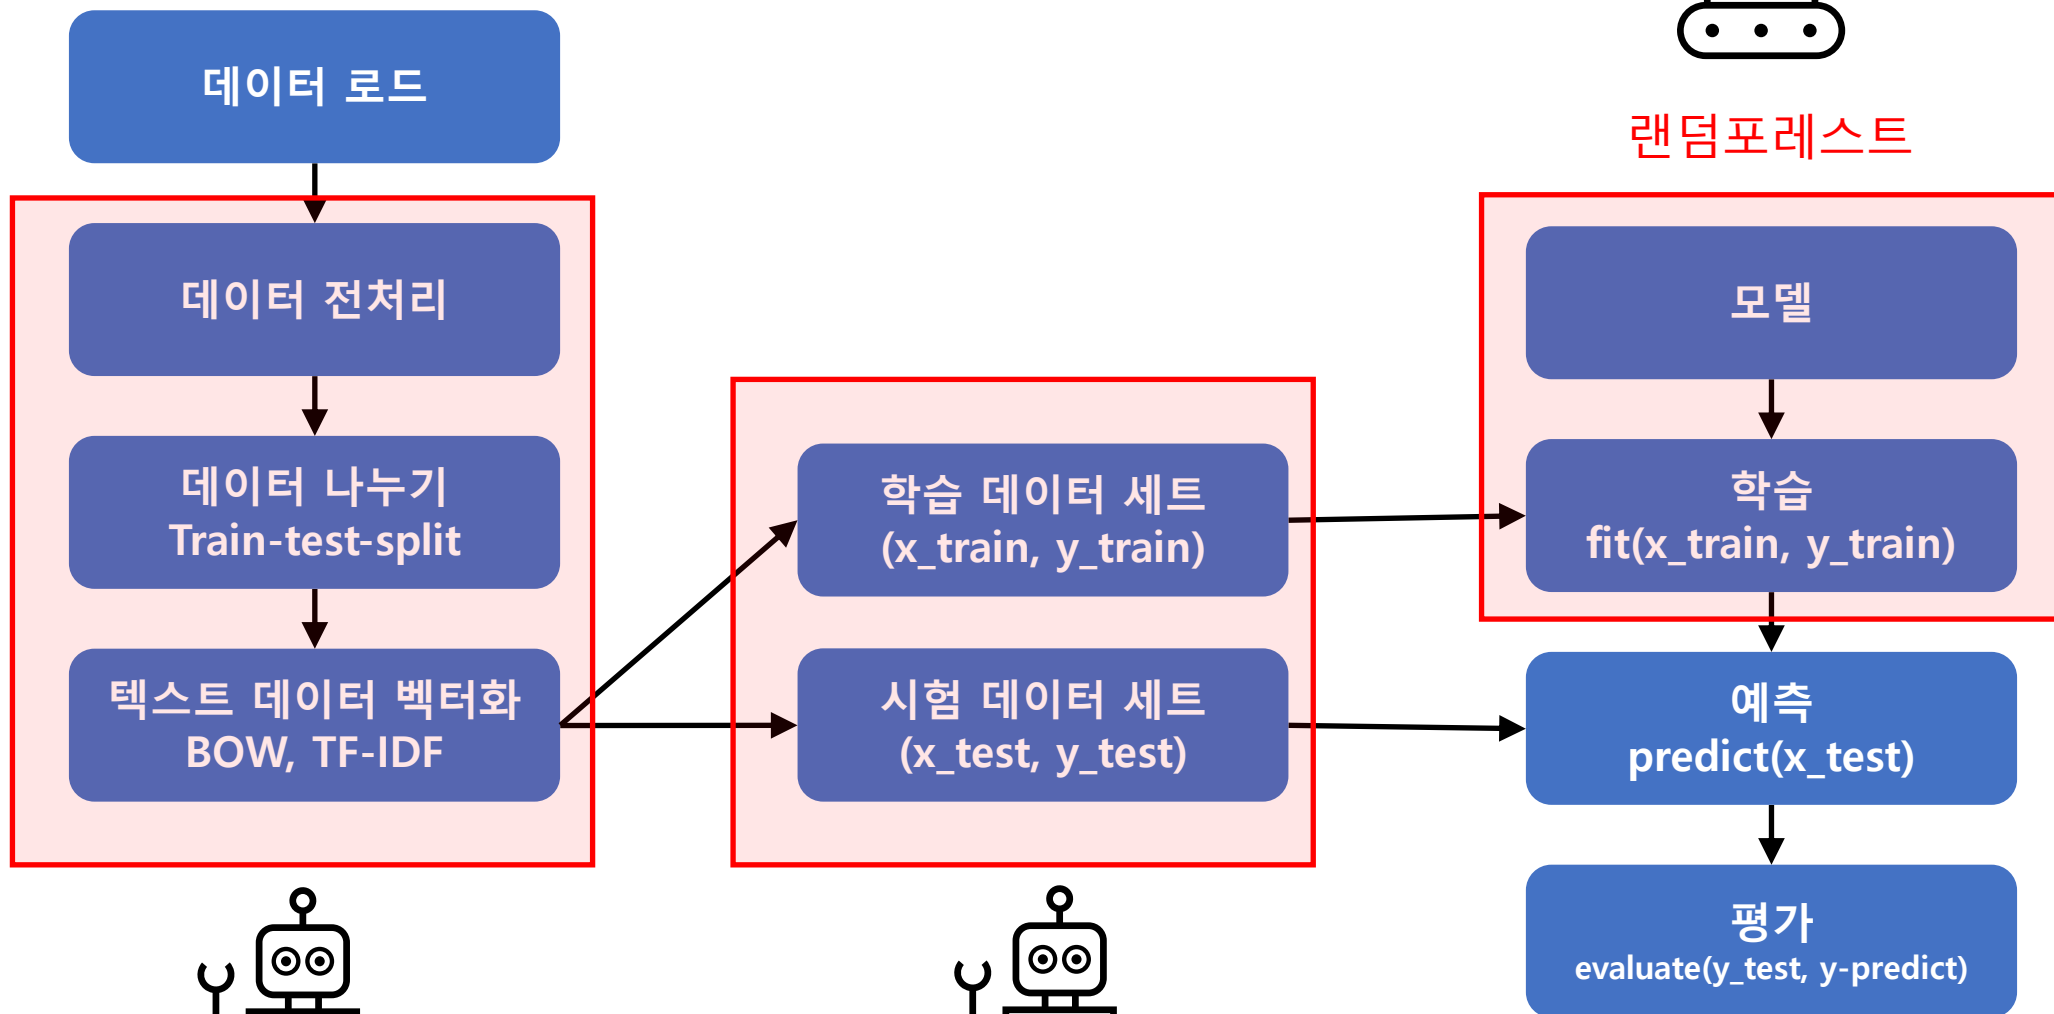 데이터 로드
데이터 전처리
데이터 나누기
Train-test-split
텍스트 데이터 벡터화
BOW, TF-IDF
학습 데이터 세트
(x_train, y_train)
시험 데이터 세트
(x_test, y_test)
랜덤포레스트
모델
학습
fit(x_train, y_train)
예측
predict(x_test)
평가
evaluate(y_test, y-predict)